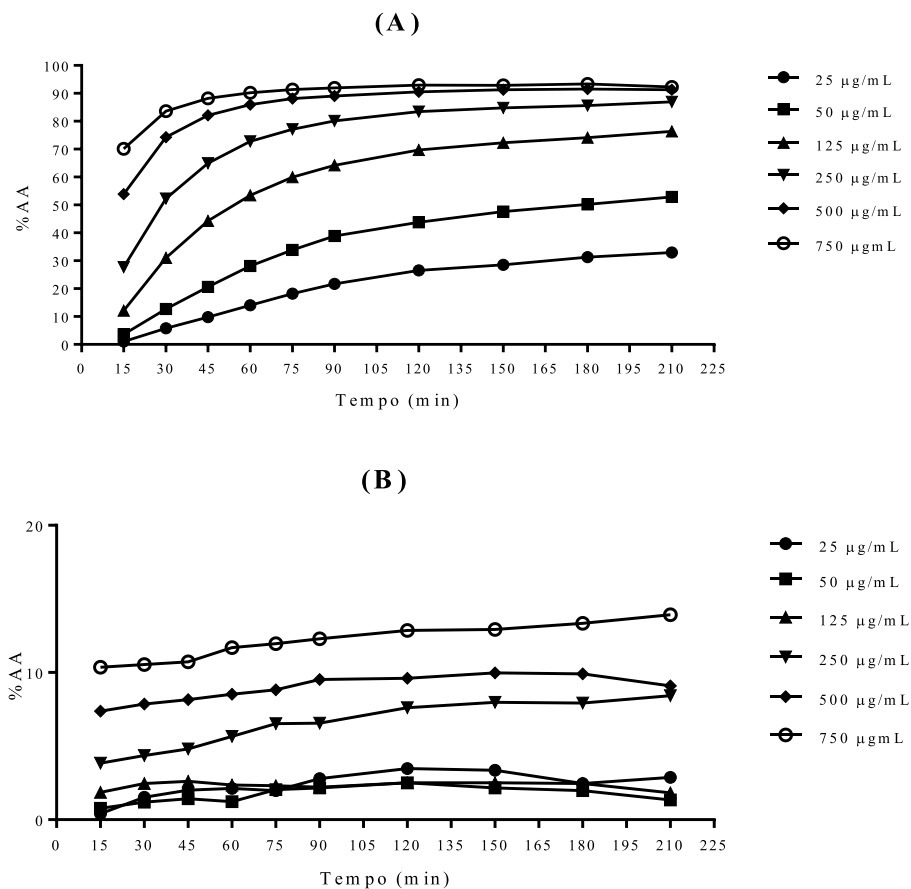 (A)
100
90
80
70
60
50
40
30
20
10
0
%AA
0 15 30 45 60 75 90 105 120 135 150 165 180 195 210 225
Tempo (min)
25 µg/mL
50 µg/mL
125 µg/mL
250 µg/mL
500 µg/mL
750 µgmL
(B)
20
10
0
%AA
0 15 30 45 60 75 90 105 120 135 150 165 180 195 210 225
Tempo (min)
25 µg/mL
50 µg/mL
125 µg/mL
250 µg/mL
500 µg/mL
750 µgmL